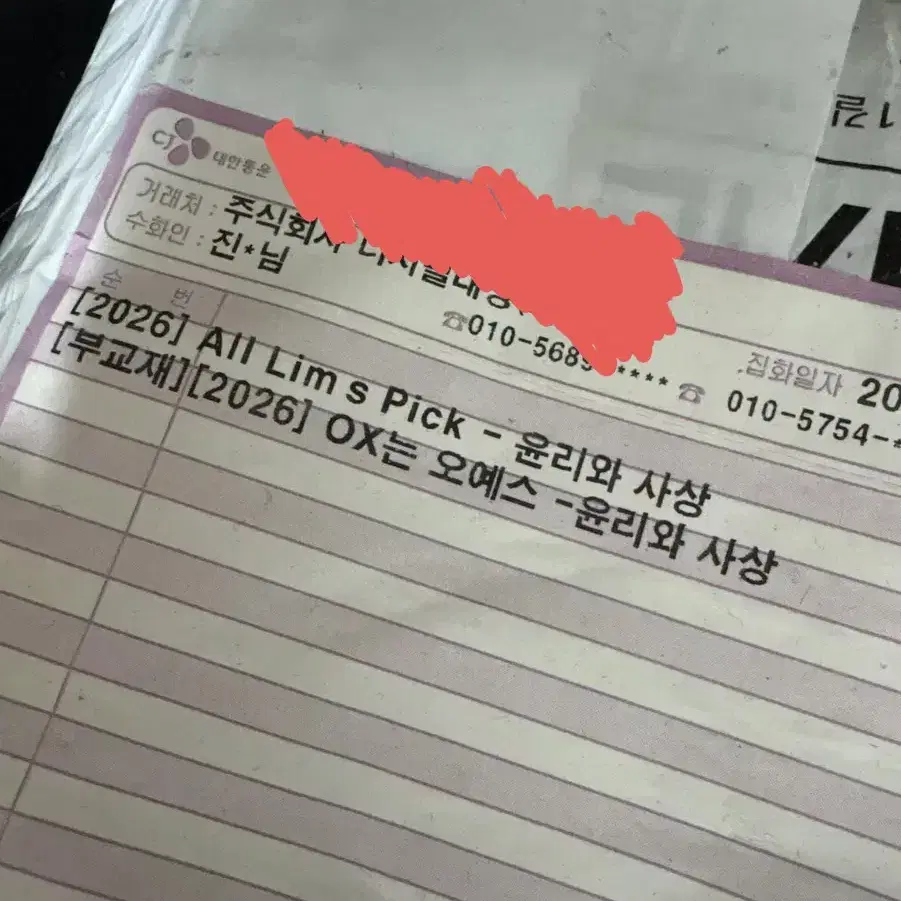 CJ 대한통운
거래처 : 주식회사
수화인 : 진*님
☎010-568
집화일자 20
☎ 010-5754-*
순 번
[2026] All Lim s Pick - 윤리와 사상
[부교재][2026] OX는 오예스 -윤리와 사상